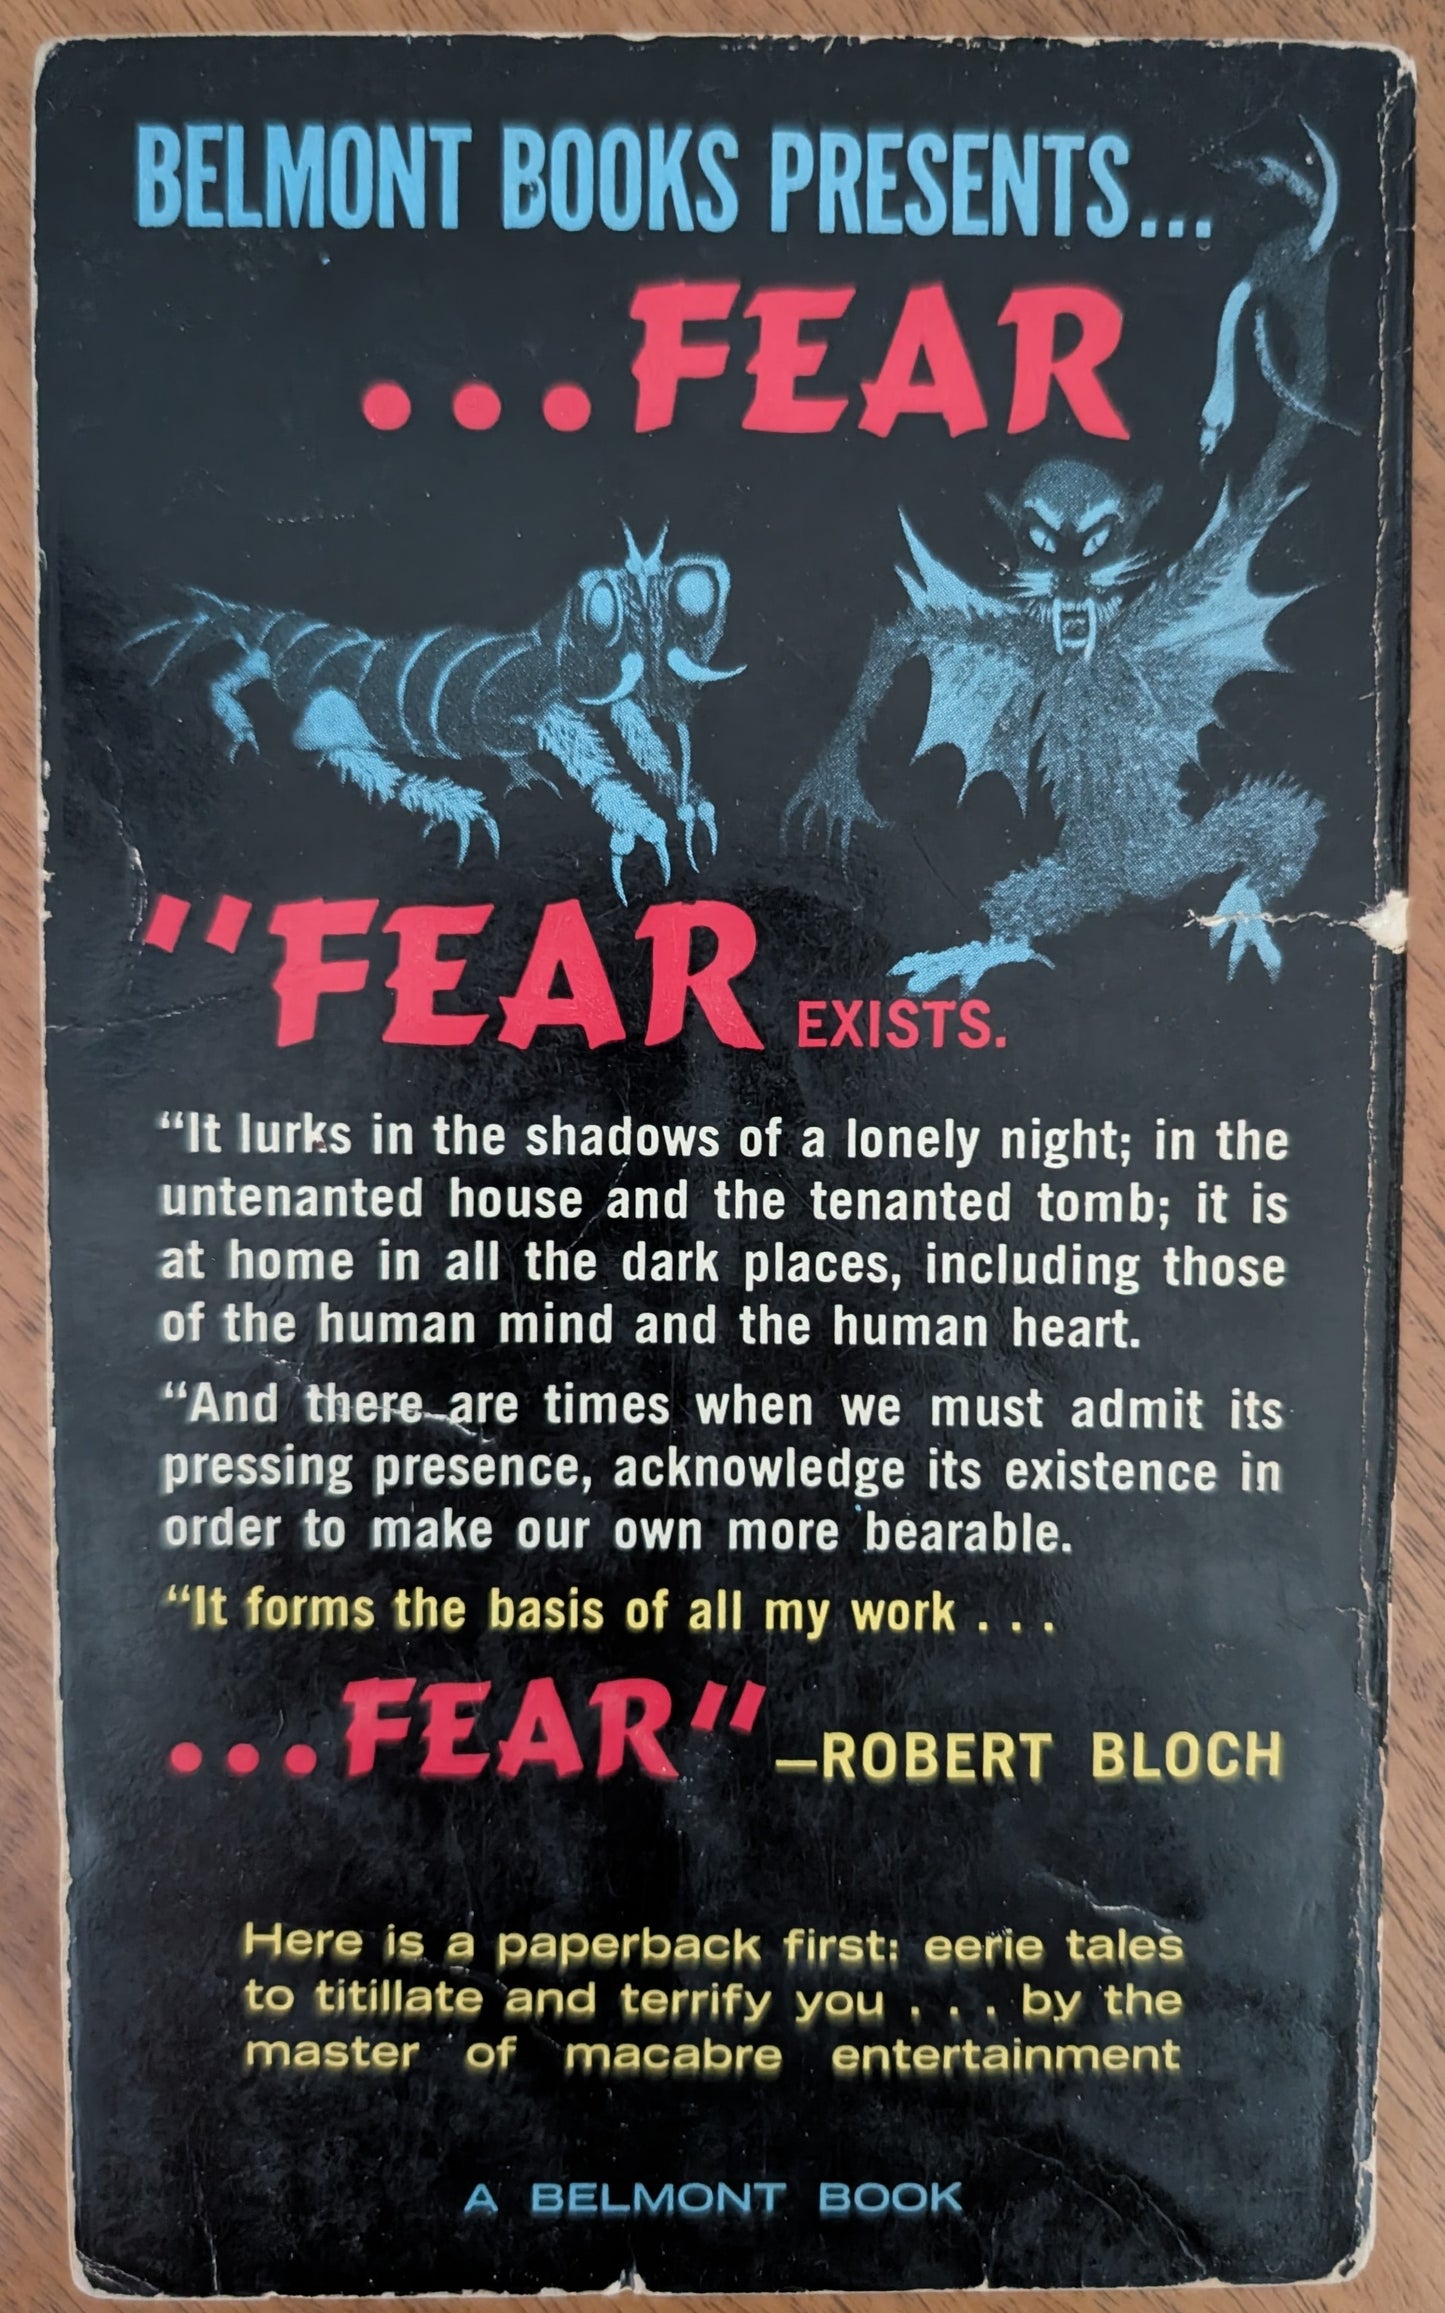 BELMONT BOOKS PRESENTS...
...FEAR
"FEAR EXISTS.
"It lurks in the shadows of a lonely night; in the
untenanted house and the tenanted tomb; it is
at home in all the dark places, including those
of the human mind and the human heart.
"And there are times when we must admit its
pressing presence, acknowledge its existence in
order to make our own more bearable.
"It forms the basis of all my work . . .
...FEAR" —ROBERT BLOCH
Here is a paperback first: eerie tales
to titillate and terrify you . . . by the
master of macabre entertainment
A BELMONT BOOK